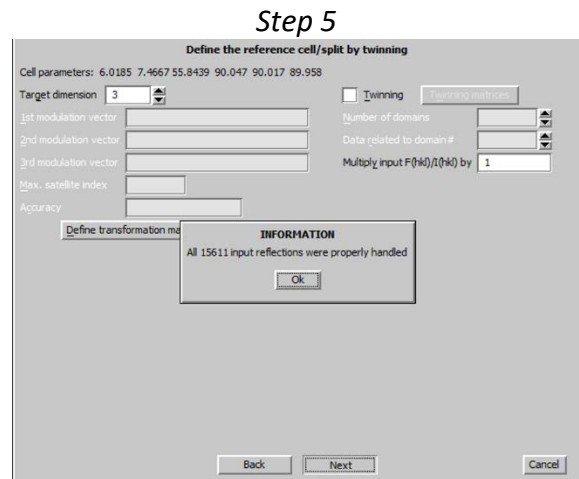 Step 5
Define the reference cell/split by twinning
Cell parameters: 6.0185 7.4667 55.8439 90.047 90.017 89.958
Target dimension 3
Twinning Twinning matrices
1st modulation vector
Number of domains
2nd modulation vector
Data related to domain#
3rd modulation vector
Multiply input F(hkl)/I(hkl) by 1
Max. satellite index
Accuracy
Define transformation ma
INFORMATION
All 15611 input reflections were properly handled
Ok
Back Next Cancel